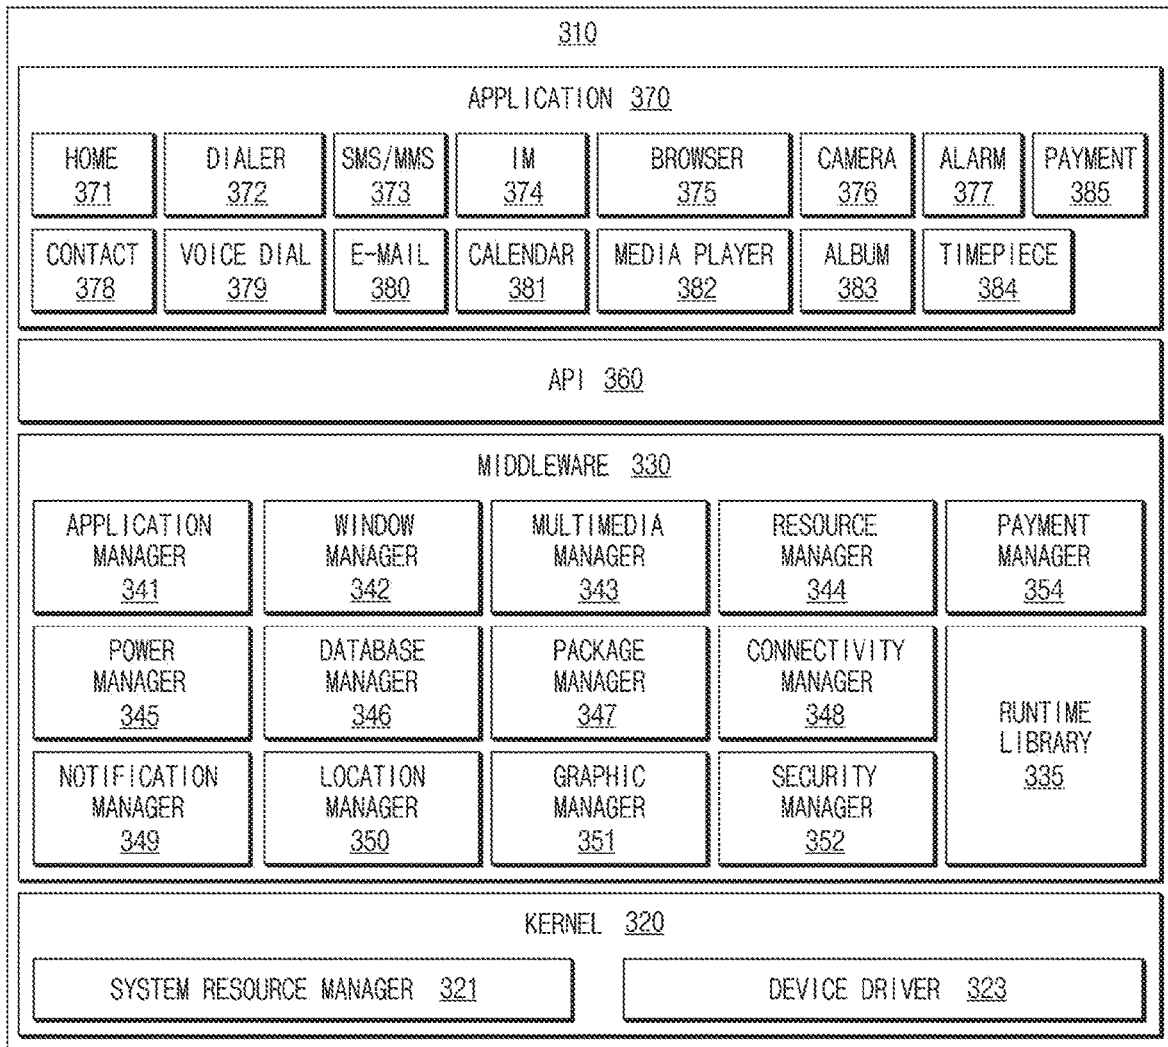 310
APPLICATION 370
HOME
371
DIALER
372
SMS/MMS
373
IM
374
BROWSER
375
CAMERA
376
ALARM
377
PAYMENT
385
CONTACT
378
VOICE DIAL
379
E-MAIL
380
CALENDAR
381
MEDIA PLAYER
382
ALBUM
383
TIMEPIECE
384
API 360
MIDDLEWARE 330
APPLICATION
MANAGER
341
WINDOW
MANAGER
342
MULTIMEDIA
MANAGER
343
RESOURCE
MANAGER
344
PAYMENT
MANAGER
354
POWER
MANAGER
345
DATABASE
MANAGER
346
PACKAGE
MANAGER
347
CONNECTIVITY
MANAGER
348
RUNTIME
LIBRARY
335
NOTIFICATION
MANAGER
349
LOCATION
MANAGER
350
GRAPHIC
MANAGER
351
SECURITY
MANAGER
352
KERNEL 320
SYSTEM RESOURCE MANAGER 321
DEVICE DRIVER 323